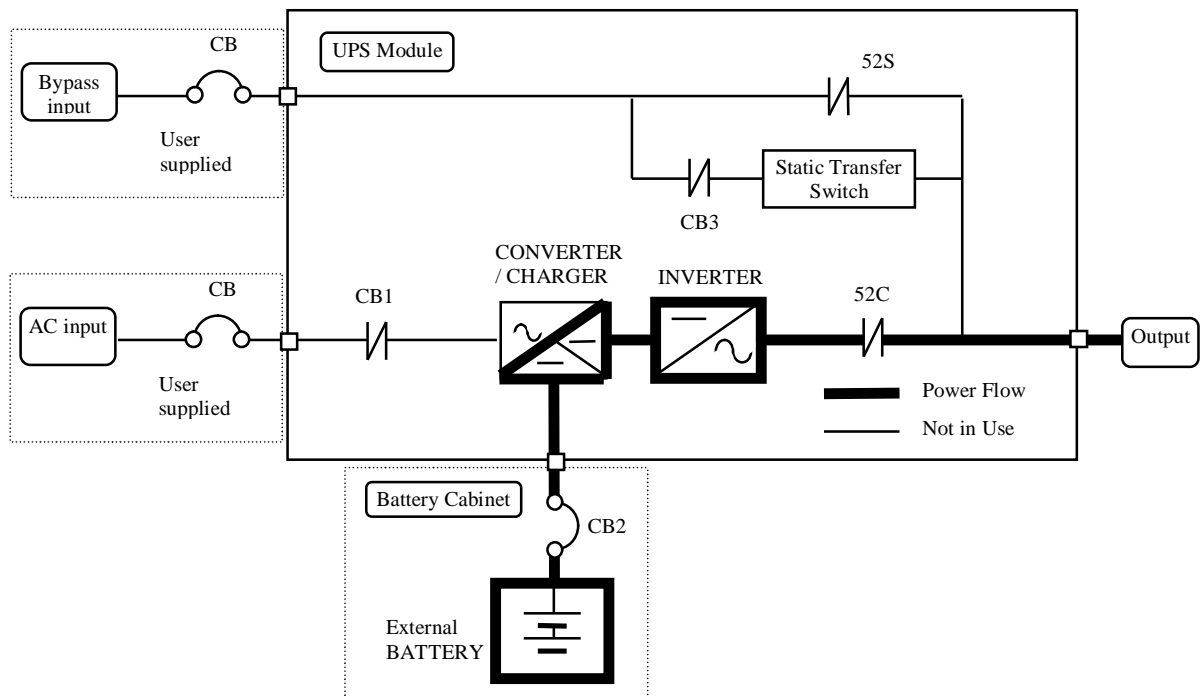 CB
UPS Module
Bypass
input
52S
User
supplied
Static Transfer
Switch
CB3
CONVERTER
/ CHARGER
INVERTER
CB
CB1
52C
AC input
Output
User
supplied
Power Flow
Not in Use
Battery Cabinet
CB2
External
BATTERY